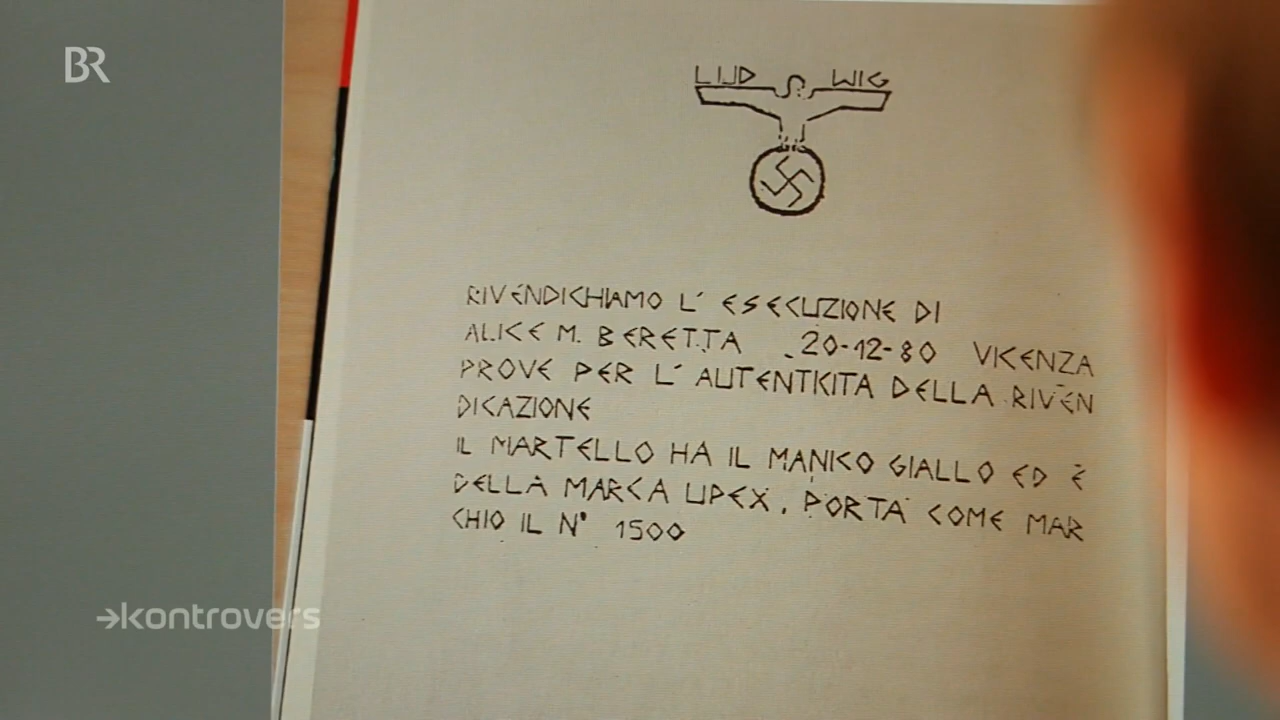 BR
LUD WIG
RIVENDICHIAMO L' ESECUZIONE DI
ALICE M. BERETTA 20-12-80 VICENZA
PROVE PER L' AUTENTICITA DELLA RIVEN
DICAZIONE
IL MARTELLO HA IL MANICO GIALLO ED È
DELLA MARCA UPEX, PORTA COME MAR
CHIO IL N° 1500
kontrovers